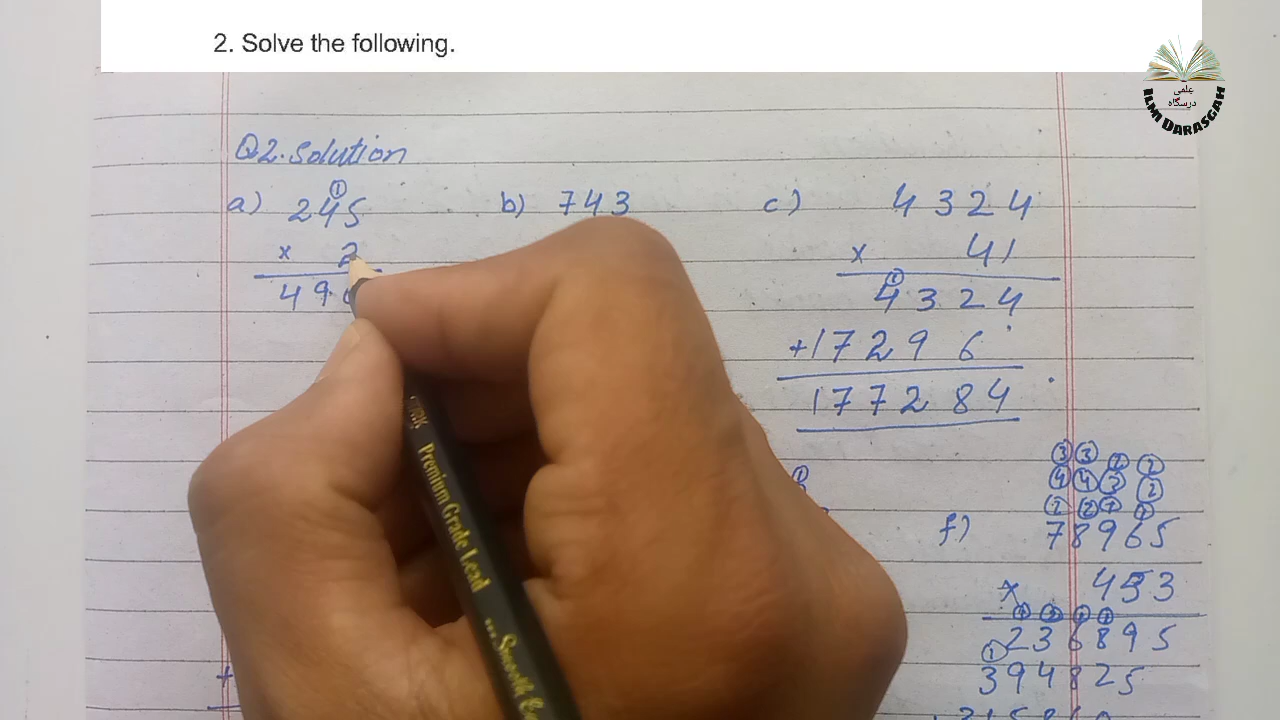 2. Solve the following.
علمی
درسگاه
ILMI DARASGAH
Q2. Solution
a) 245
x 2
49
b) 743
c) 4324
x 41
4324
+17296
177284
f) 78965
x 453
236895
394825
Premium Grade Lead